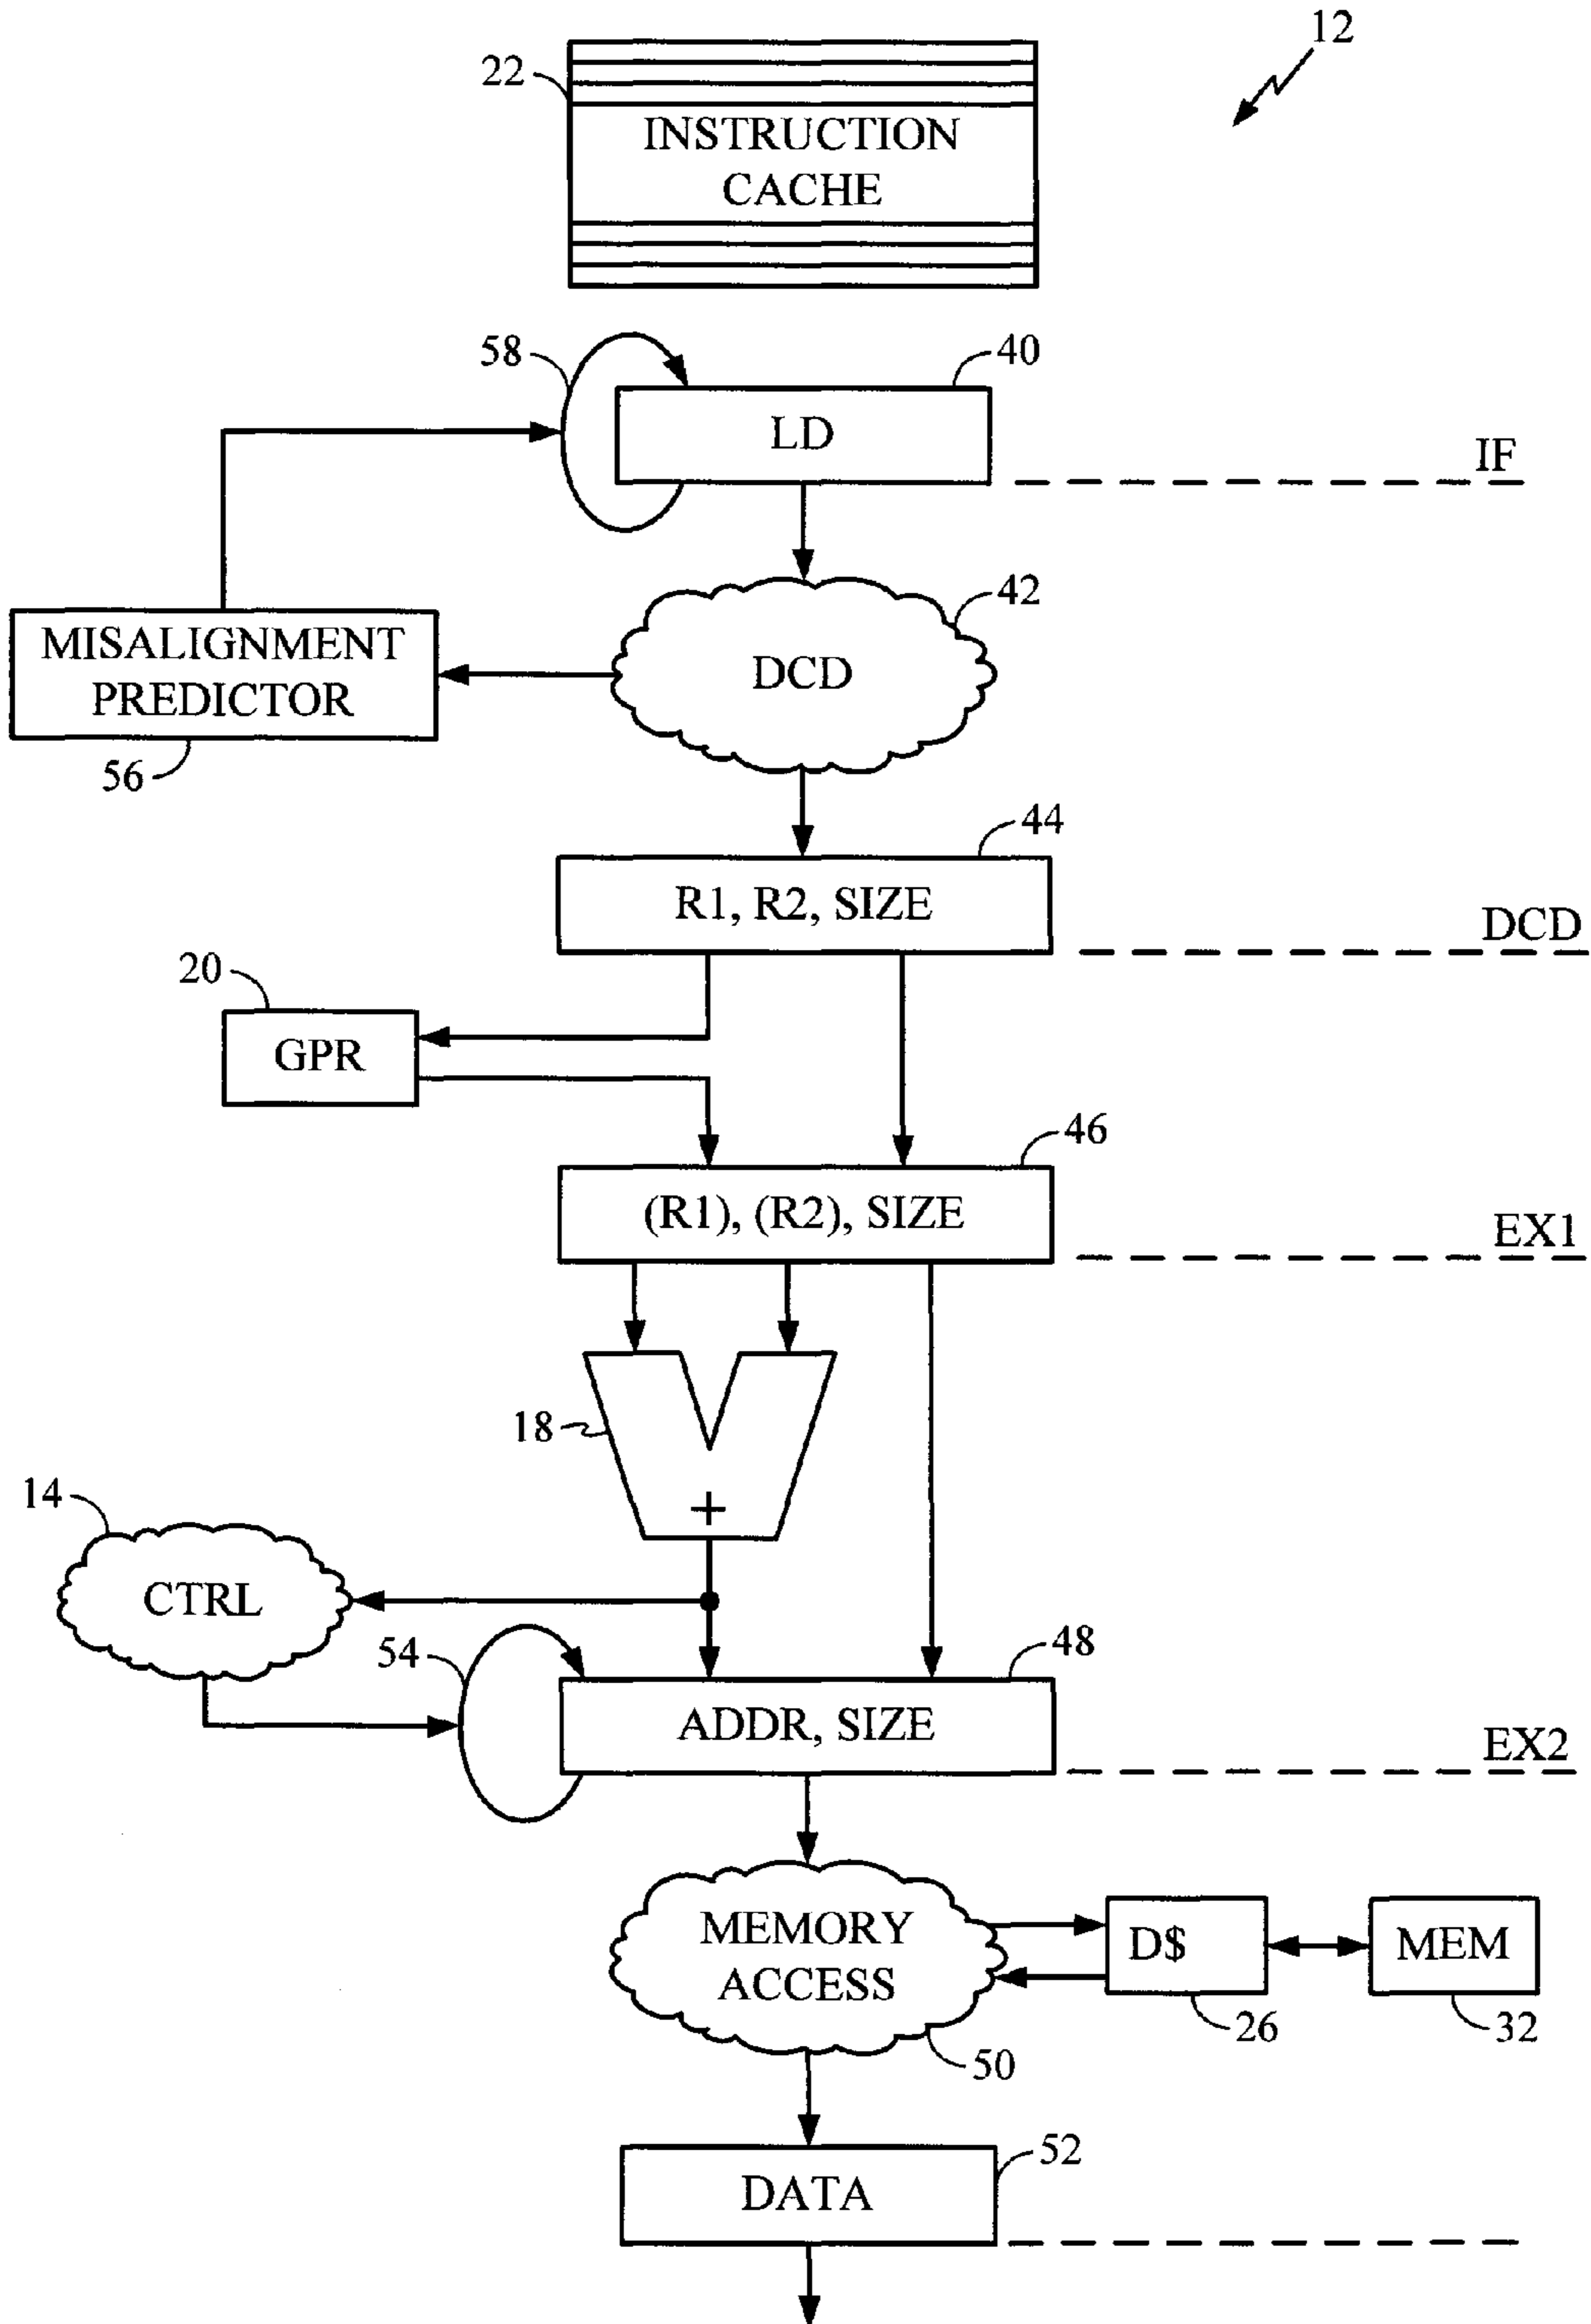 12
22
INSTRUCTION
CACHE
58
40
LD
IF
42
MISALIGNMENT
PREDICTOR
DCD
56
44
R1, R2, SIZE
DCD
20
GPR
46
(R1), (R2), SIZE
EX1
18
+
14
CTRL
54
48
ADDR, SIZE
EX2
MEMORY
ACCESS
D$
MEM
26
32
50
52
DATA